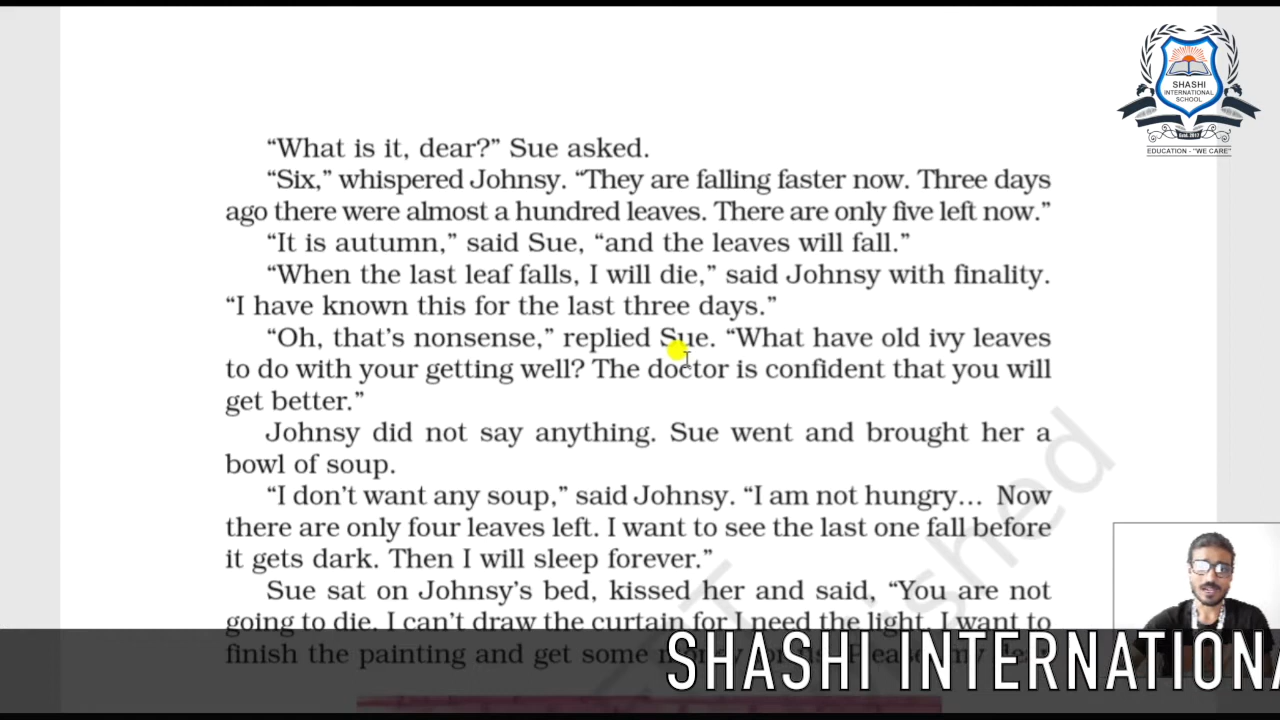 SHASHI
INTERNATIONAL
SCHOOL
Estd. 2017
EDUCATION - "WE CARE"
“What is it, dear?” Sue asked.
“Six,” whispered Johnsy. “They are falling faster now. Three days
ago there were almost a hundred leaves. There are only five left now.”
“It is autumn,” said Sue, “and the leaves will fall.”
“When the last leaf falls, I will die,” said Johnsy with finality.
“I have known this for the last three days.”
“Oh, that’s nonsense,” replied Sue. “What have old ivy leaves
to do with your getting well? The doctor is confident that you will
get better.”
Johnsy did not say anything. Sue went and brought her a
bowl of soup.
“I don’t want any soup,” said Johnsy. “I am not hungry... Now
there are only four leaves left. I want to see the last one fall before
it gets dark. Then I will sleep forever.”
Sue sat on Johnsy’s bed, kissed her and said, “You are not
going to die. I can’t draw the curtain for I need the light. I want to
finish the painting and get some
SHASHI INTERNATIONA